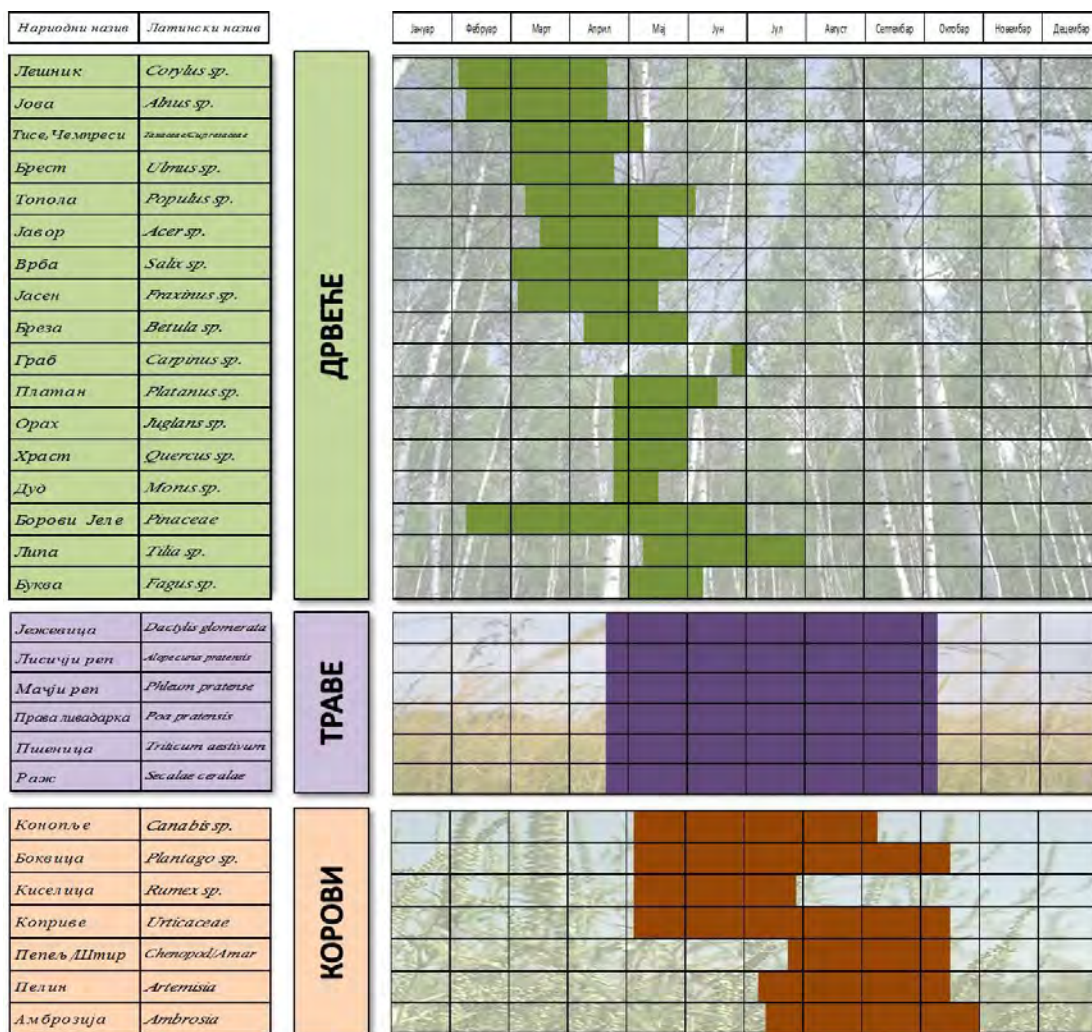 Нариодни назив Латински назив Јануар Фебруар Март Април Мај Јун Јул Август Септембар Октобар Новембар Децембар
Лешник Corylus sp.
Јова Alnus sp.
Тисе, Чемпреси
Брест Ulmus sp.
Топола Populus sp.
Јавор Acer sp.
Врба Salix sp.
Јасен Fraxinus sp.
Бреза Betula sp.
Граб Carpinus sp.
Платан Platanus sp.
Орах Juglans sp.
Храст Quercus sp.
Дуд Morus sp.
Борови Јеле Pinaceae
Липа Tilia sp.
Буква Fagus sp.
ДРВЕЋЕ
Јежевица Dactylis glomerata
Лисичји реп Alopecurus pratensis
Мачји реп Phleum pratense
Права ливадарка Poa pratensis
Пшеница Triticum aestivum
Раж Secalae ceralae
ТРАВЕ
Конопље Canabis sp.
Боквица Plantago sp.
Киселица Rumex sp.
Коприве Urticaceae
Пепељ/Штир Chenopod/Amar
Пелин Artemisia
Амброзија Ambrosia
КОРОВИ